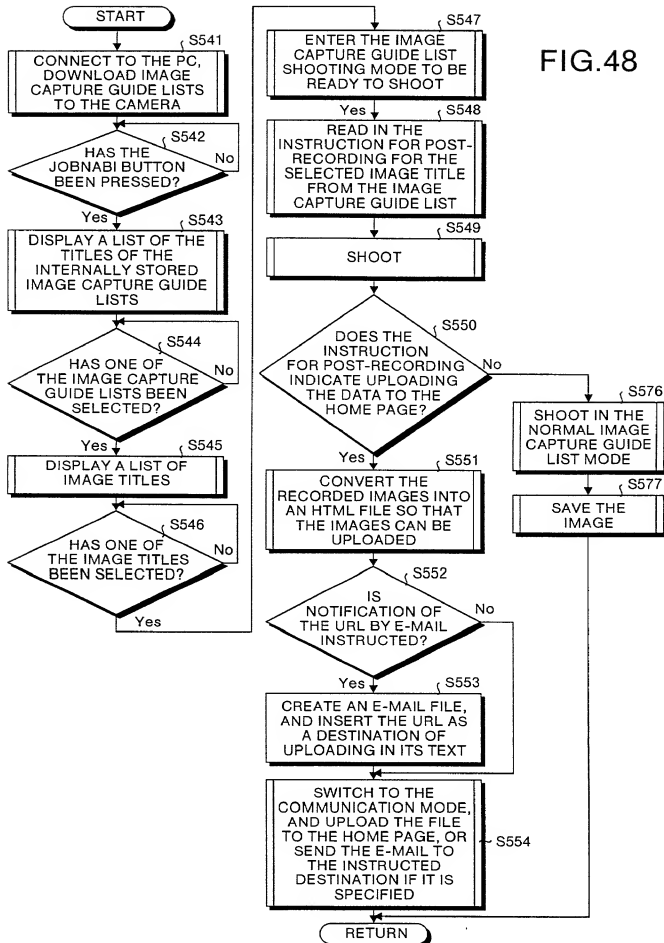 FIG.48
START
S541
CONNECT TO THE PC,
DOWNLOAD IMAGE
CAPTURE GUIDE LISTS
TO THE CAMERA
S542
HAS THE
JOBNABI BUTTON
BEEN PRESSED?
No
Yes
S543
DISPLAY A LIST OF THE
TITLES OF THE
INTERNALLY STORED
IMAGE CAPTURE GUIDE
LISTS
S544
HAS ONE OF
THE IMAGE CAPTURE
GUIDE LISTS BEEN
SELECTED?
No
Yes
S545
DISPLAY A LIST OF
IMAGE TITLES
S546
HAS ONE OF
THE IMAGE TITLES
BEEN SELECTED?
No
Yes
S547
ENTER THE IMAGE
CAPTURE GUIDE LIST
SHOOTING MODE TO BE
READY TO SHOOT
Yes
S548
READ IN THE
INSTRUCTION FOR POST-
RECORDING FOR THE
SELECTED IMAGE TITLE
FROM THE IMAGE
CAPTURE GUIDE LIST
S549
SHOOT
S550
DOES THE
INSTRUCTION
FOR POST-RECORDING
INDICATE UPLOADING
THE DATA TO THE
HOME PAGE?
No
Yes
S551
CONVERT THE
RECORDED IMAGES INTO
AN HTML FILE SO THAT
THE IMAGES CAN BE
UPLOADED
S552
IS
NOTIFICATION OF
THE URL BY E-MAIL
INSTRUCTED?
No
Yes
S553
CREATE AN E-MAIL FILE,
AND INSERT THE URL AS
A DESTINATION OF
UPLOADING IN ITS TEXT
SWITCH TO THE
COMMUNICATION MODE,
AND UPLOAD THE FILE
TO THE HOME PAGE, OR
SEND THE E-MAIL TO
THE INSTRUCTED
DESTINATION IF IT IS
SPECIFIED
S554
S576
SHOOT IN THE
NORMAL IMAGE
CAPTURE GUIDE
LIST MODE
S577
SAVE THE
IMAGE
RETURN